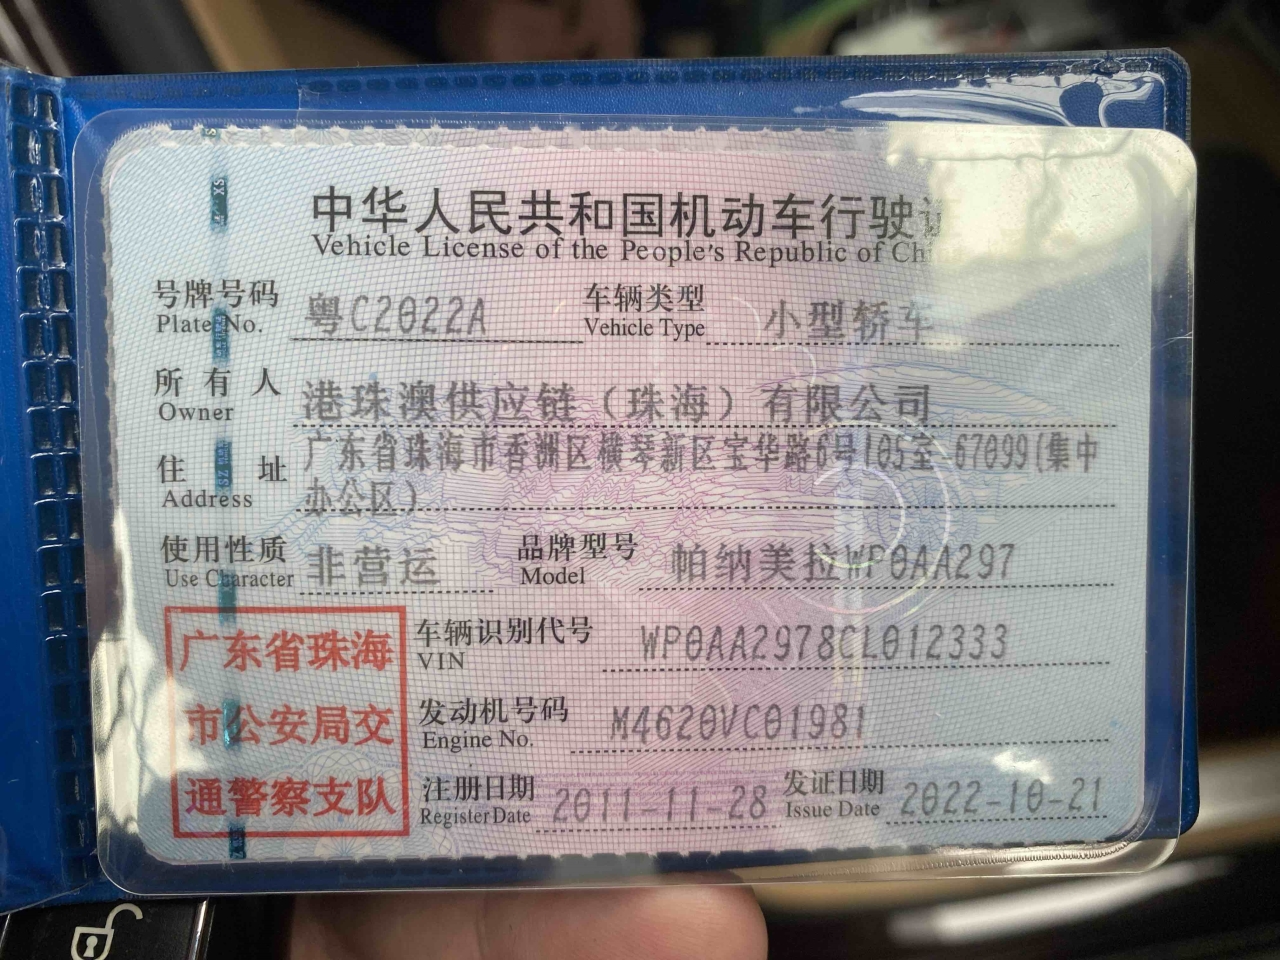 中华人民共和国机动车行驶证
Vehicle License of the People's Republic of Chi
号牌号码 粤C2022A 车辆类型 小型轿车
Plate No. Vehicle Type
所有人 港珠澳供应链（珠海）有限公司
Owner
住址 广东省珠海市香洲区横琴新区宝华路6号105室-67099(集中
Address 办公区)
使用性质 非营运 品牌型号 帕纳美拉WP0AA297
Use Character Model
广东省珠海 车辆识别代号 WP0AA2978CL012333
VIN
市公安局交 发动机号码 M4620VC01981
Engine No.
通警察支队 注册日期 2011-11-28 发证日期 2022-10-21
Register Date Issue Date